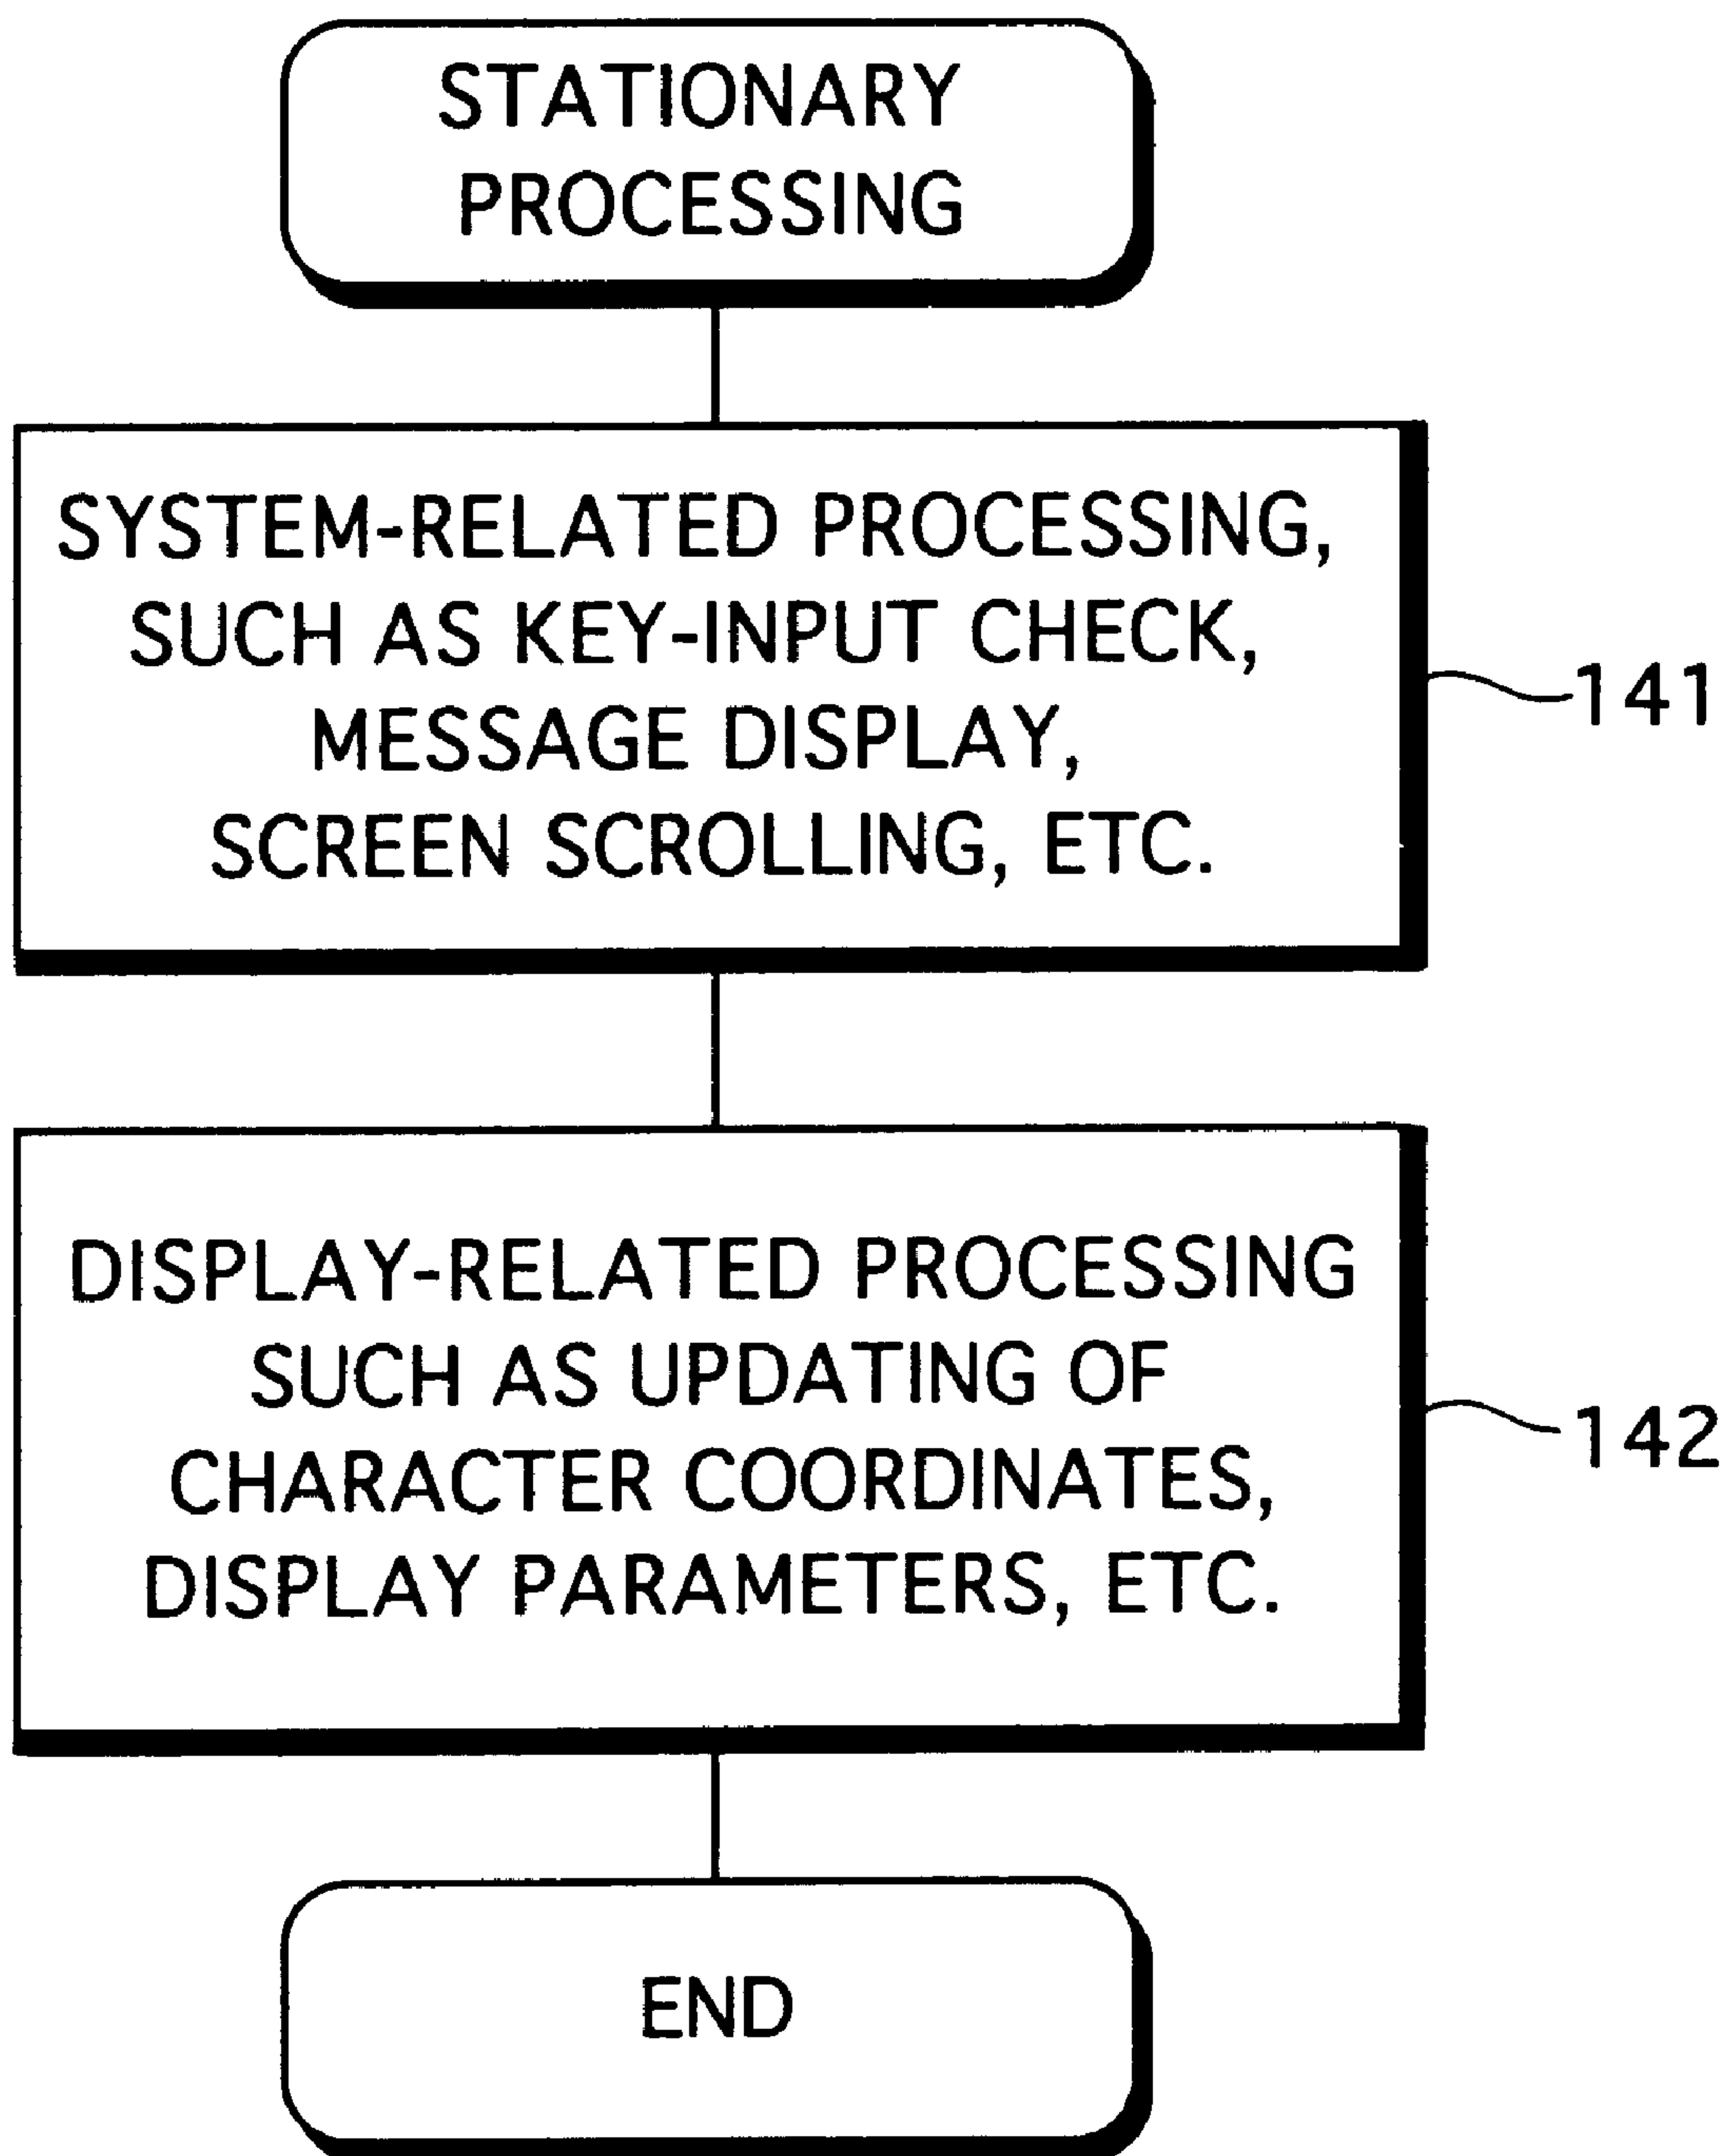 STATIONARY
PROCESSING
SYSTEM-RELATED PROCESSING,
SUCH AS KEY-INPUT CHECK,
MESSAGE DISPLAY,
SCREEN SCROLLING, ETC.
141
DISPLAY-RELATED PROCESSING
SUCH AS UPDATING OF
CHARACTER COORDINATES,
DISPLAY PARAMETERS, ETC.
142
END